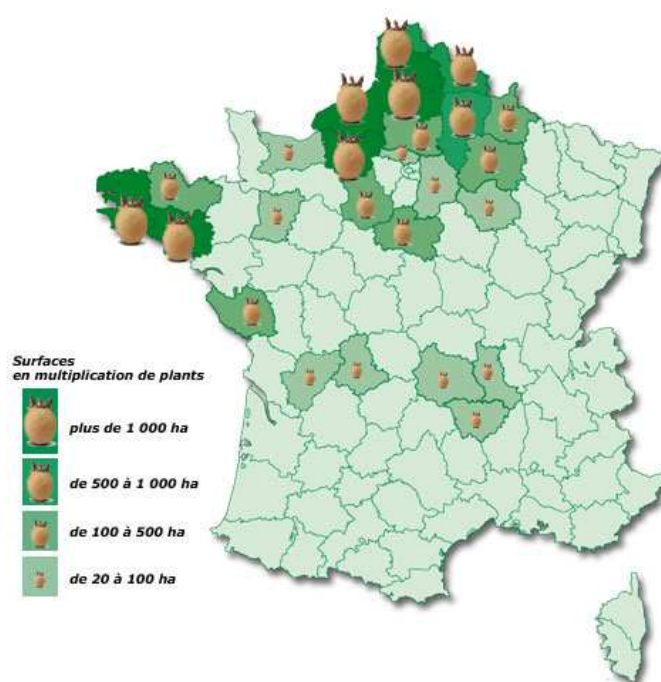 Surfaces
en multiplication de plants
plus de 1 000 ha
de 500 à 1 000 ha
de 100 à 500 ha
de 20 à 100 ha